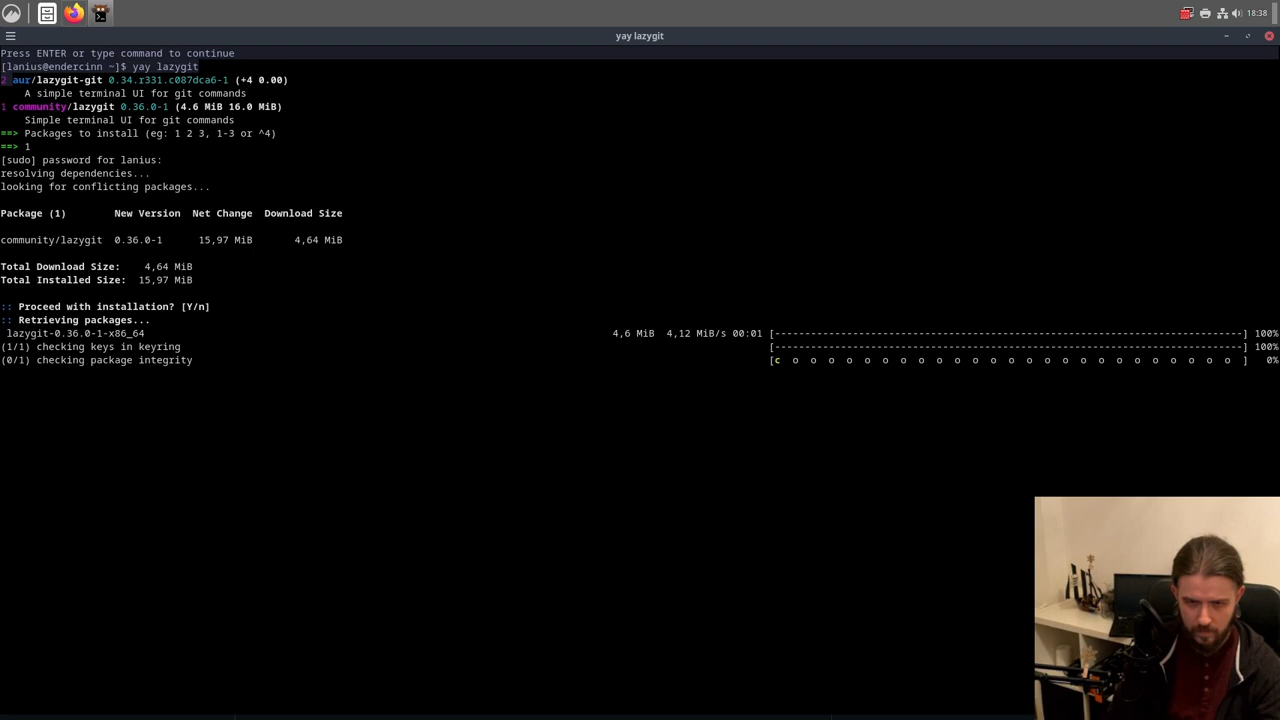 18:38
yay lazygit
Press ENTER or type command to continue
[lanius@endercinn ~]$ yay lazygit
2 aur/lazygit-git 0.34.r331.c087dca6-1 (+4 0.00)
A simple terminal UI for git commands
1 community/lazygit 0.36.0-1 (4.6 MiB 16.0 MiB)
Simple terminal UI for git commands
==> Packages to install (eg: 1 2 3, 1-3 or ^4)
==> 1
[sudo] password for lanius:
resolving dependencies...
looking for conflicting packages...
Package (1) New Version Net Change Download Size
community/lazygit 0.36.0-1 15,97 MiB 4,64 MiB
Total Download Size: 4,64 MiB
Total Installed Size: 15,97 MiB
:: Proceed with installation? [Y/n]
:: Retrieving packages...
lazygit-0.36.0-1-x86_64 4,6 MiB 4,12 MiB/s 00:01 [----------------------------------------------------------------------------] 100%
(1/1) checking keys in keyring [----------------------------------------------------------------------------] 100%
(0/1) checking package integrity [c o o o o o o o o o o o o o o o o o o o o o o o o o ] 0%